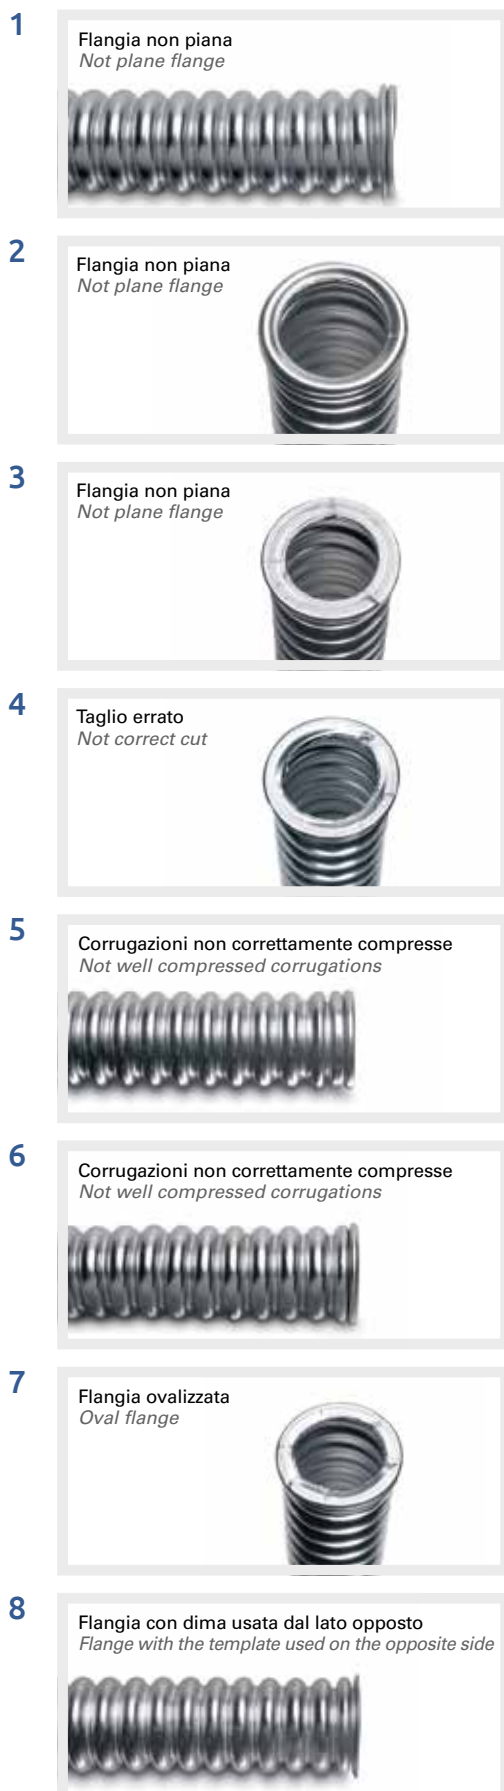 1
Flangia non piana
Not plane flange
2
Flangia non piana
Not plane flange
3
Flangia non piana
Not plane flange
4
Taglio errato
Not correct cut
5
Corrugazioni non correttamente compresse
Not well compressed corrugations
6
Corrugazioni non correttamente compresse
Not well compressed corrugations
7
Flangia ovalizzata
Oval flange
8
Flangia con dima usata dal lato opposto
Flange with the template used on the opposite side